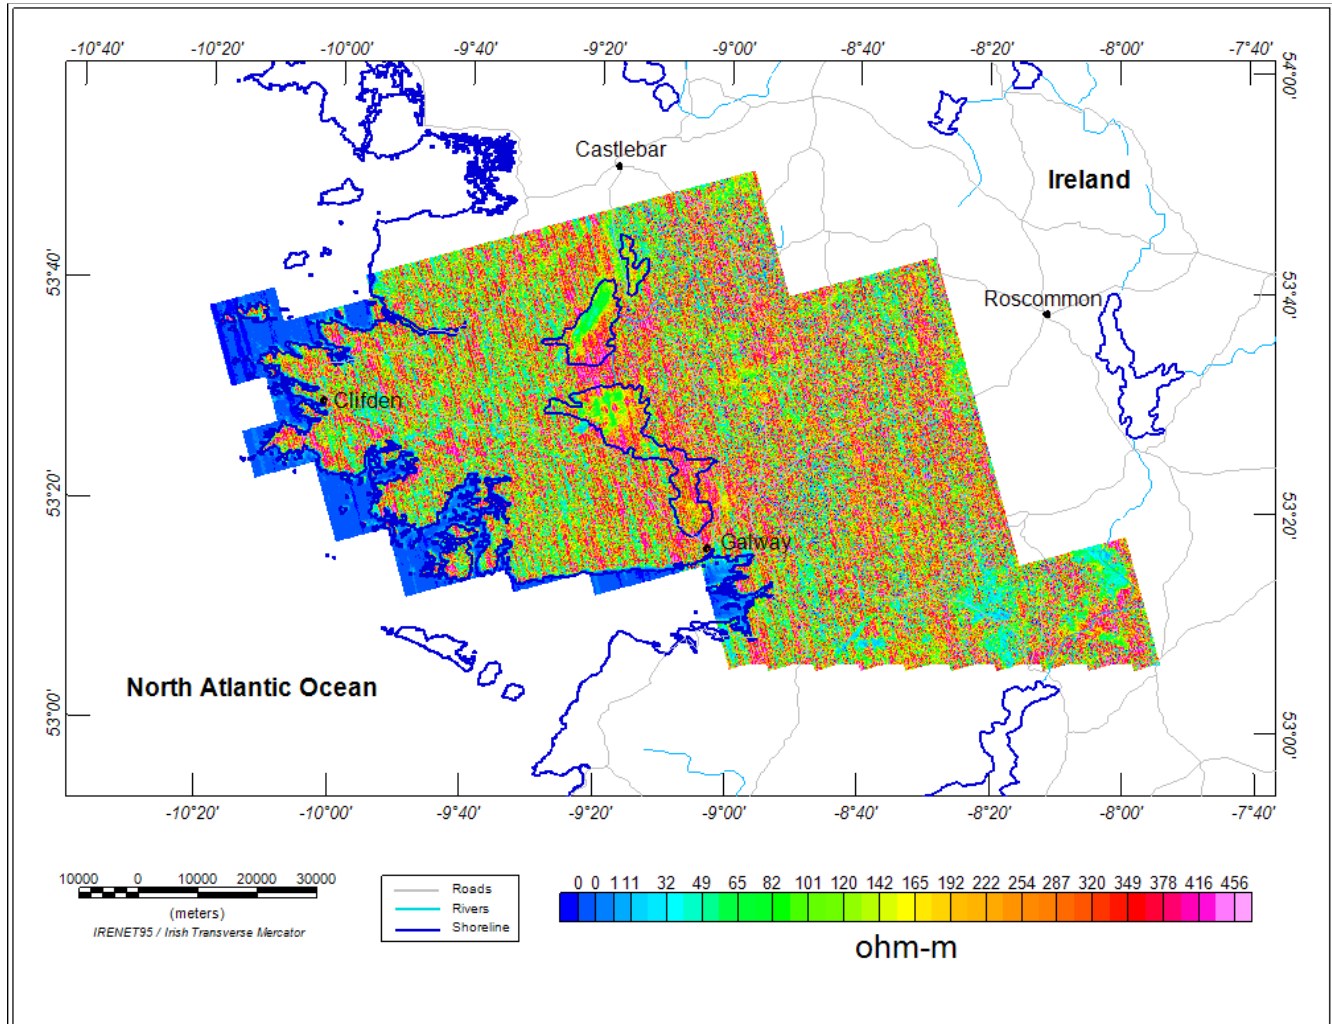 -10°40' -10°20' -10°00' -9°40' -9°20' -9°00' -8°40' -8°20' -8°00' -7°40'
54°00'
Castlebar
Ireland
53°40' 53°40'
Roscommon
Clifden
53°20' 53°20'
Galway
North Atlantic Ocean
53°00' 53°00'
-10°20' -10°00' -9°40' -9°20' -9°00' -8°40' -8°20' -8°00' -7°40'
10000 0 10000 20000 30000
(meters)
IRENET95 / Irish Transverse Mercator
Roads
Rivers
Shoreline
0 0 1 11 32 49 65 82 101 120 142 165 192 222 254 287 320 349 378 416 456
ohm-m